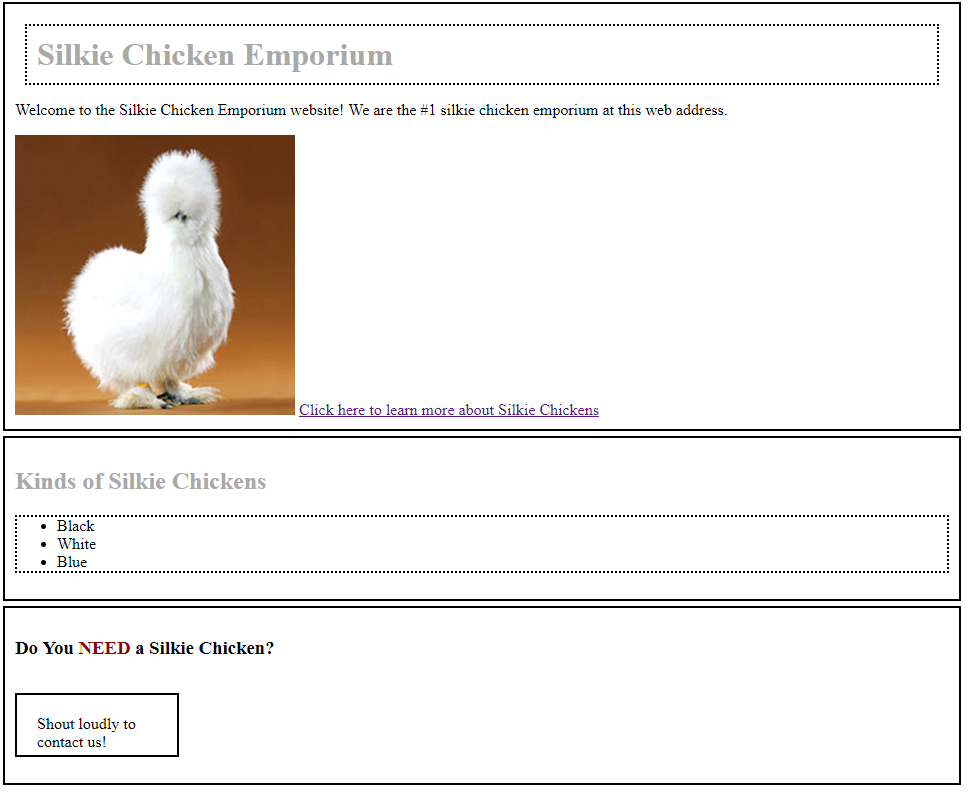 Silkie Chicken Emporium
Welcome to the Silkie Chicken Emporium website! We are the #1 silkie chicken emporium at this web address.
Click here to learn more about Silkie Chickens
Kinds of Silkie Chickens
Black
White
Blue
Do You NEED a Silkie Chicken?
Shout loudly to
contact us!